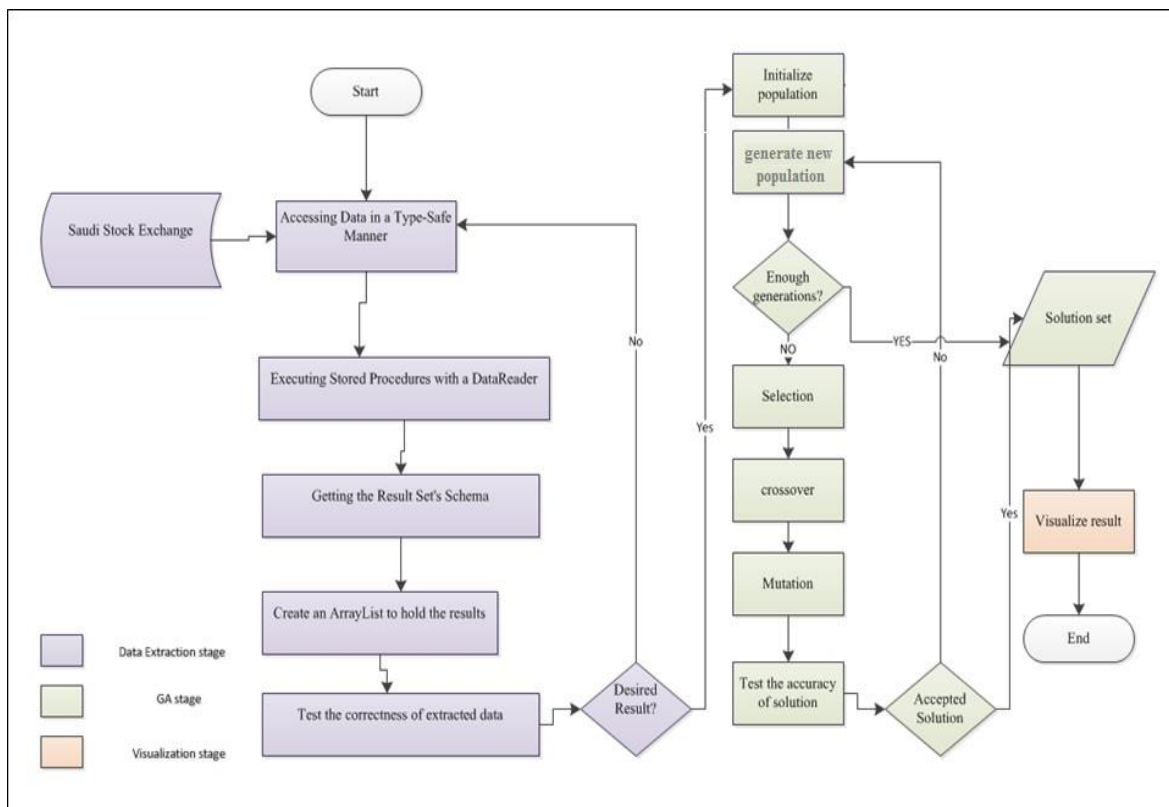 Start
Saudi Stock Exchange
Accessing Data in a Type-Safe
Manner
Executing Stored Procedures with a DataReader
Getting the Result Set's Schema
Create an ArrayList to hold the results
Test the correctness of extracted data
Desired
Result?
No
Yes
Initialize
population
generate new
population
Enough
generations?
YES
NO
Selection
crossover
Mutation
Test the accuracy
of solution
Accepted
Solution
No
Yes
Solution set
Visualize result
End
Data Extraction stage
GA stage
Visualization stage